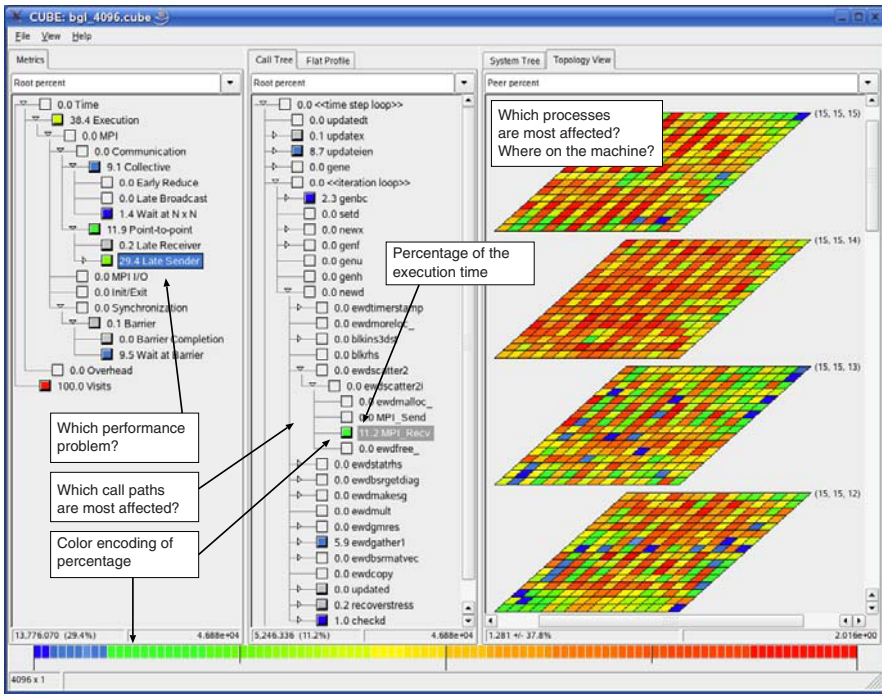 CUBE: bgl_4096.cube
File View Help
Metrics
Root percent
0.0 Time
38.4 Execution
0.0 MPI
0.0 Communication
9.1 Collective
0.0 Early Reduce
0.0 Late Broadcast
1.4 Wait at N x N
11.9 Point-to-point
0.2 Late Receiver
29.4 Late Sender
0.0 MPI I/O
0.0 Init/Exit
0.0 Synchronization
0.1 Barrier
0.0 Barrier Completion
9.5 Wait at Barrier
0.0 Overhead
100.0 Visits
Which performance
problem?
Which call paths
are most affected?
Color encoding of
percentage
13,776.070 (29.4%) 4.688e+04
Call Tree Flat Profile
Root percent
0.0 <<time step loop>>
0.0 updatedt
0.1 updatex
8.7 updateien
0.0 gene
0.0 <<iteration loop>>
2.3 genbc
0.0 setd
0.0 newx
0.0 genf
0.0 genu
0.0 genh
0.0 newd
Percentage of the
execution time
0.0 ewdtimerstamp
0.0 ewdmoreloc_
0.0 blkins3dst
0.0 blkrhs
0.0 ewdscatter2
0.0 ewdscatter2i
0.0 ewdmalloc_
0.0 MPI_Send
11.2 MPI_Recv
0.0 ewdfree_
0.0 ewdstatrhs
0.0 ewdbsrgetdiag
0.0 ewdmakesg
0.0 ewdmult
0.0 ewdgmres
5.9 ewdgather1
0.0 ewdbsrmatvec
0.0 ewdcopy
0.0 updated
0.2 recoverstress
1.0 checkd
5,246.336 (11.2%) 4.688e+04
System Tree Topology View
Peer percent
Which processes
are most affected?
Where on the machine?
(15, 15, 15)
(15, 15, 14)
(15, 15, 13)
(15, 15, 12)
1.281 +/- 37.8% 2.016e+00
4096 x 1